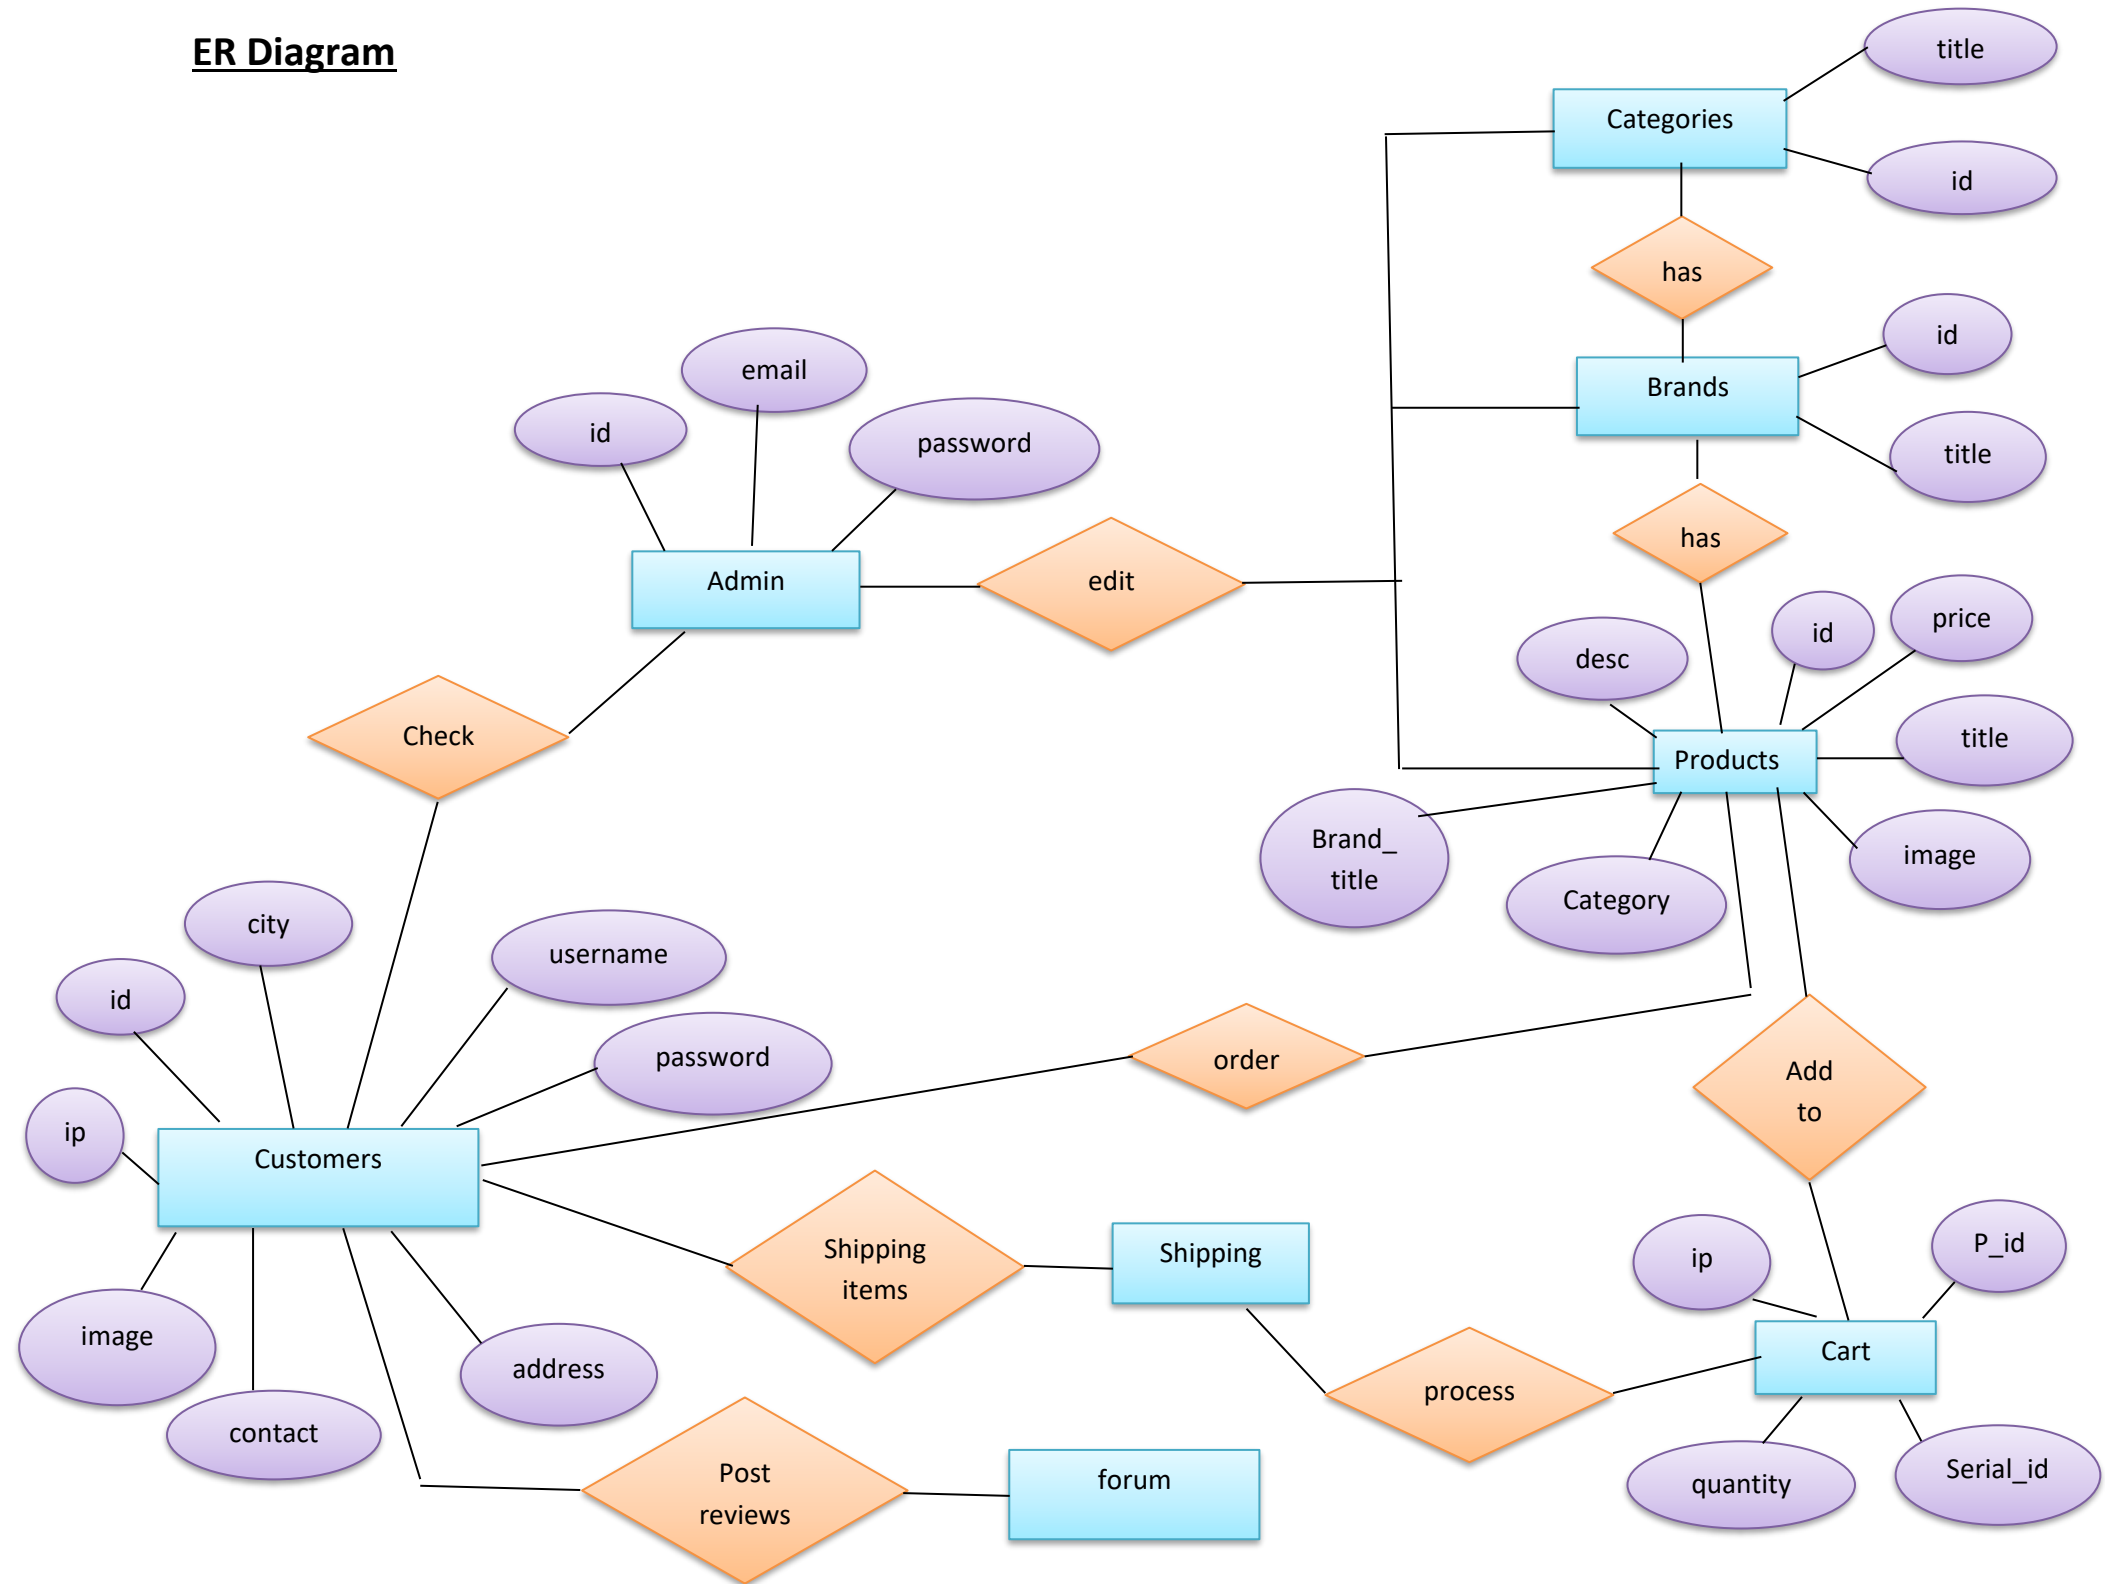 ER Diagram
title
Categories
id
has
id
email
Brands
id
password
title
has
Admin
edit
id
price
desc
Check
Products
title
Brand_
title
image
Category
city
username
id
password
order
Add
to
ip
Customers
Shipping
items
Shipping
ip
P_id
image
address
Cart
process
contact
Post
reviews
forum
quantity
Serial_id